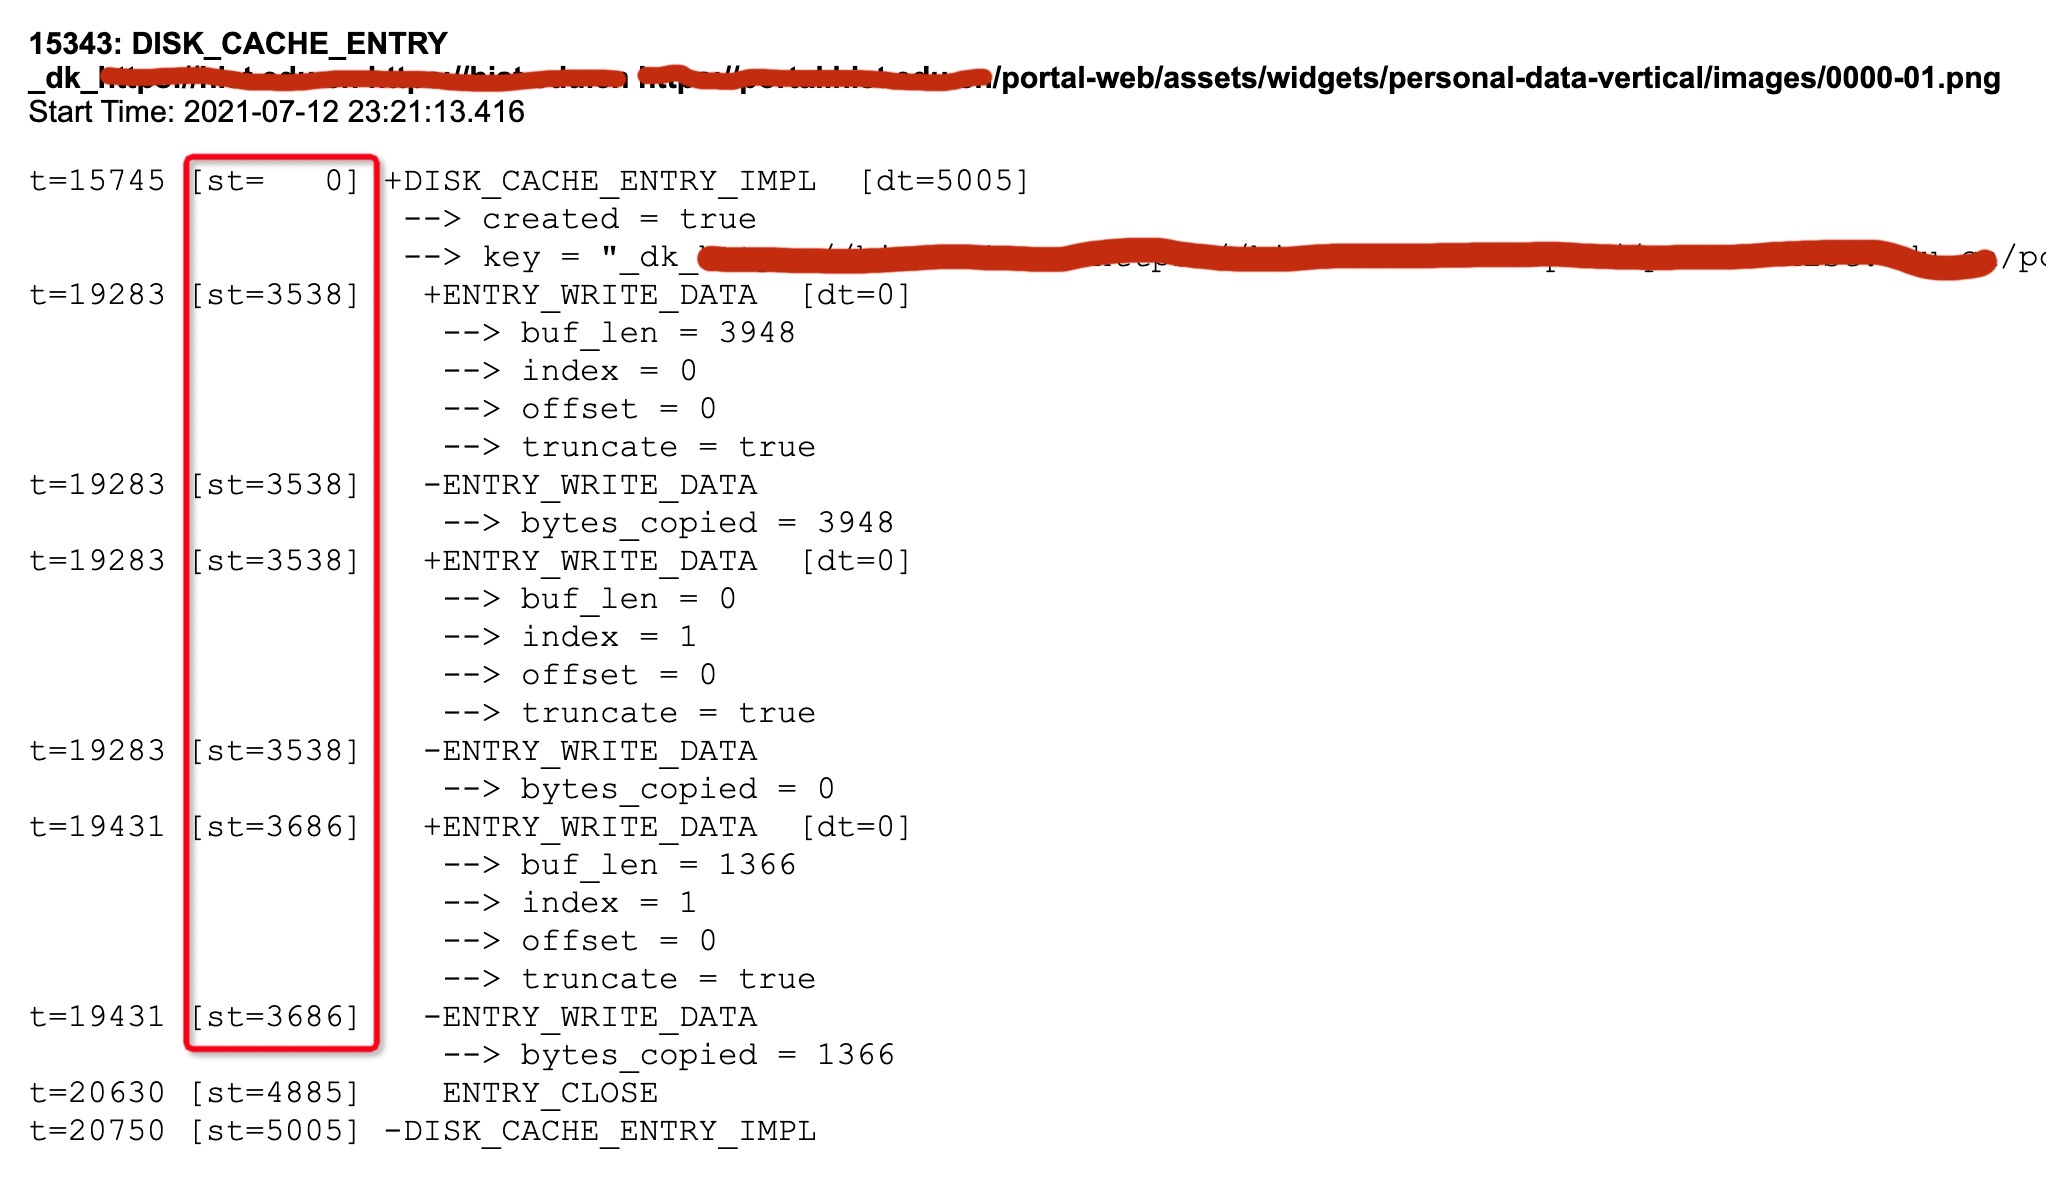 15343: DISK_CACHE_ENTRY
_dk_ /portal-web/assets/widgets/personal-data-vertical/images/0000-01.png
Start Time: 2021-07-12 23:21:13.416
t=15745 [st=    0] +DISK_CACHE_ENTRY_IMPL  [dt=5005]
--> created = true
--> key = "_dk_ /po
t=19283 [st=3538]   +ENTRY_WRITE_DATA  [dt=0]
--> buf_len = 3948
--> index = 0
--> offset = 0
--> truncate = true
t=19283 [st=3538]   -ENTRY_WRITE_DATA
--> bytes_copied = 3948
t=19283 [st=3538]   +ENTRY_WRITE_DATA  [dt=0]
--> buf_len = 0
--> index = 1
--> offset = 0
--> truncate = true
t=19283 [st=3538]   -ENTRY_WRITE_DATA
--> bytes_copied = 0
t=19431 [st=3686]   +ENTRY_WRITE_DATA  [dt=0]
--> buf_len = 1366
--> index = 1
--> offset = 0
--> truncate = true
t=19431 [st=3686]   -ENTRY_WRITE_DATA
--> bytes_copied = 1366
t=20630 [st=4885]    ENTRY_CLOSE
t=20750 [st=5005] -DISK_CACHE_ENTRY_IMPL